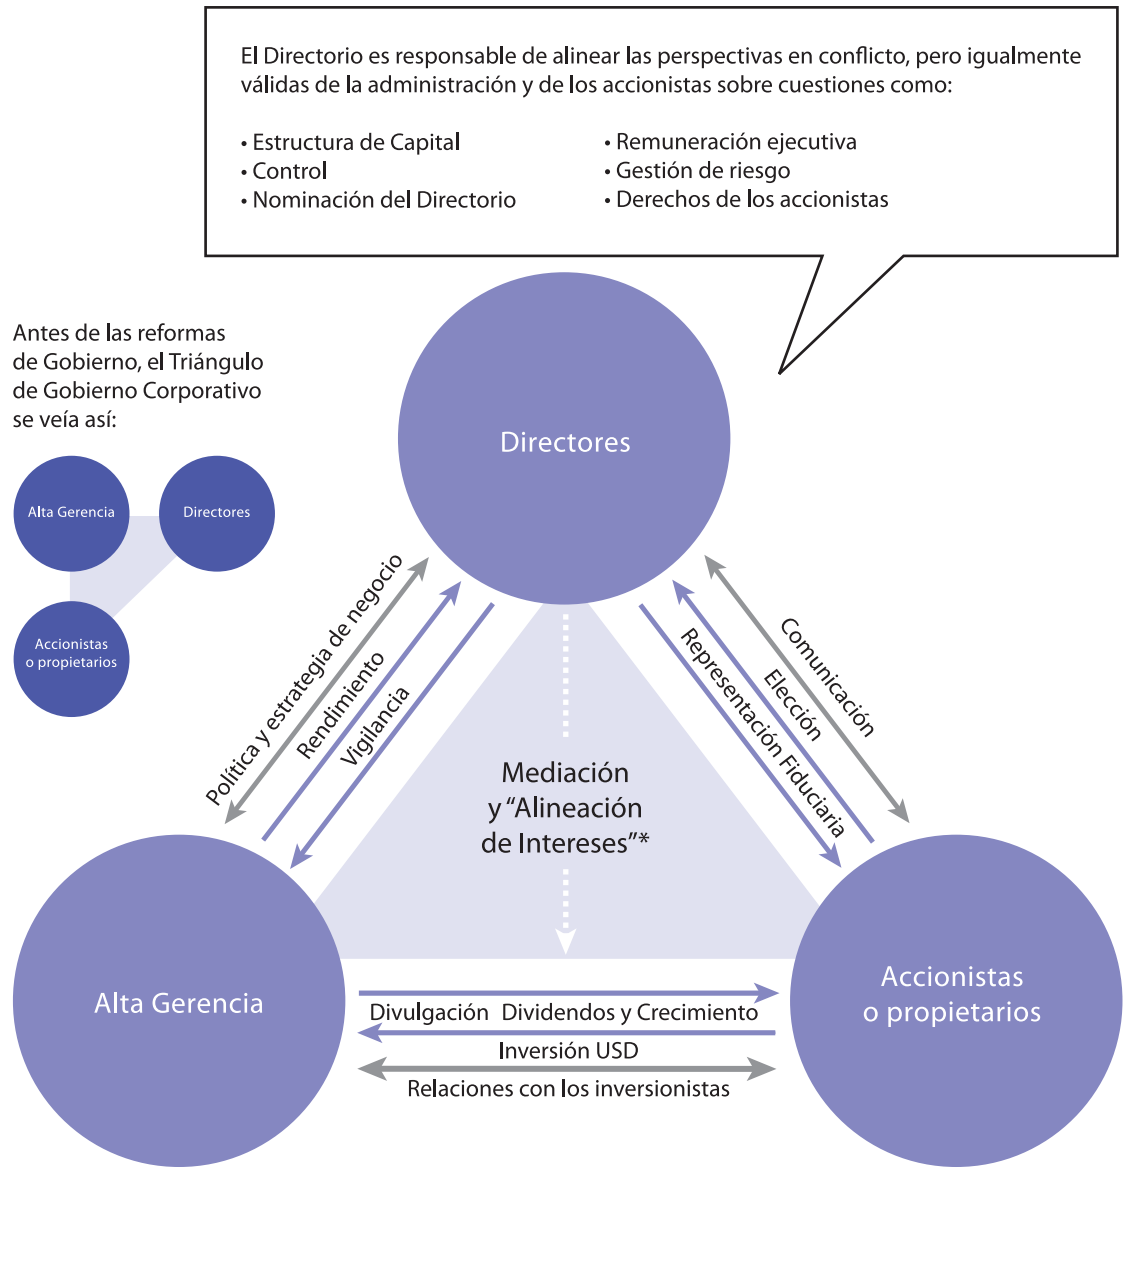 El Directorio es responsable de alinear las perspectivas en conflicto, pero igualmente
válidas de la administración y de los accionistas sobre cuestiones como:
• Estructura de Capital
• Control
• Nominación del Directorio
• Remuneración ejecutiva
• Gestión de riesgo
• Derechos de los accionistas
Antes de las reformas
de Gobierno, el Triángulo
de Gobierno Corporativo
se veía así:
Alta Gerencia
Directores
Accionistas
o propietarios
Directores
Política y estrategia de negocio
Rendimiento
Vigilancia
Representación Fiduciaria
Elección
Comunicación
Mediación
y “Alineación
de Intereses”*
Alta Gerencia
Accionistas
o propietarios
Divulgación Dividendos y Crecimiento
Inversión USD
Relaciones con los inversionistas